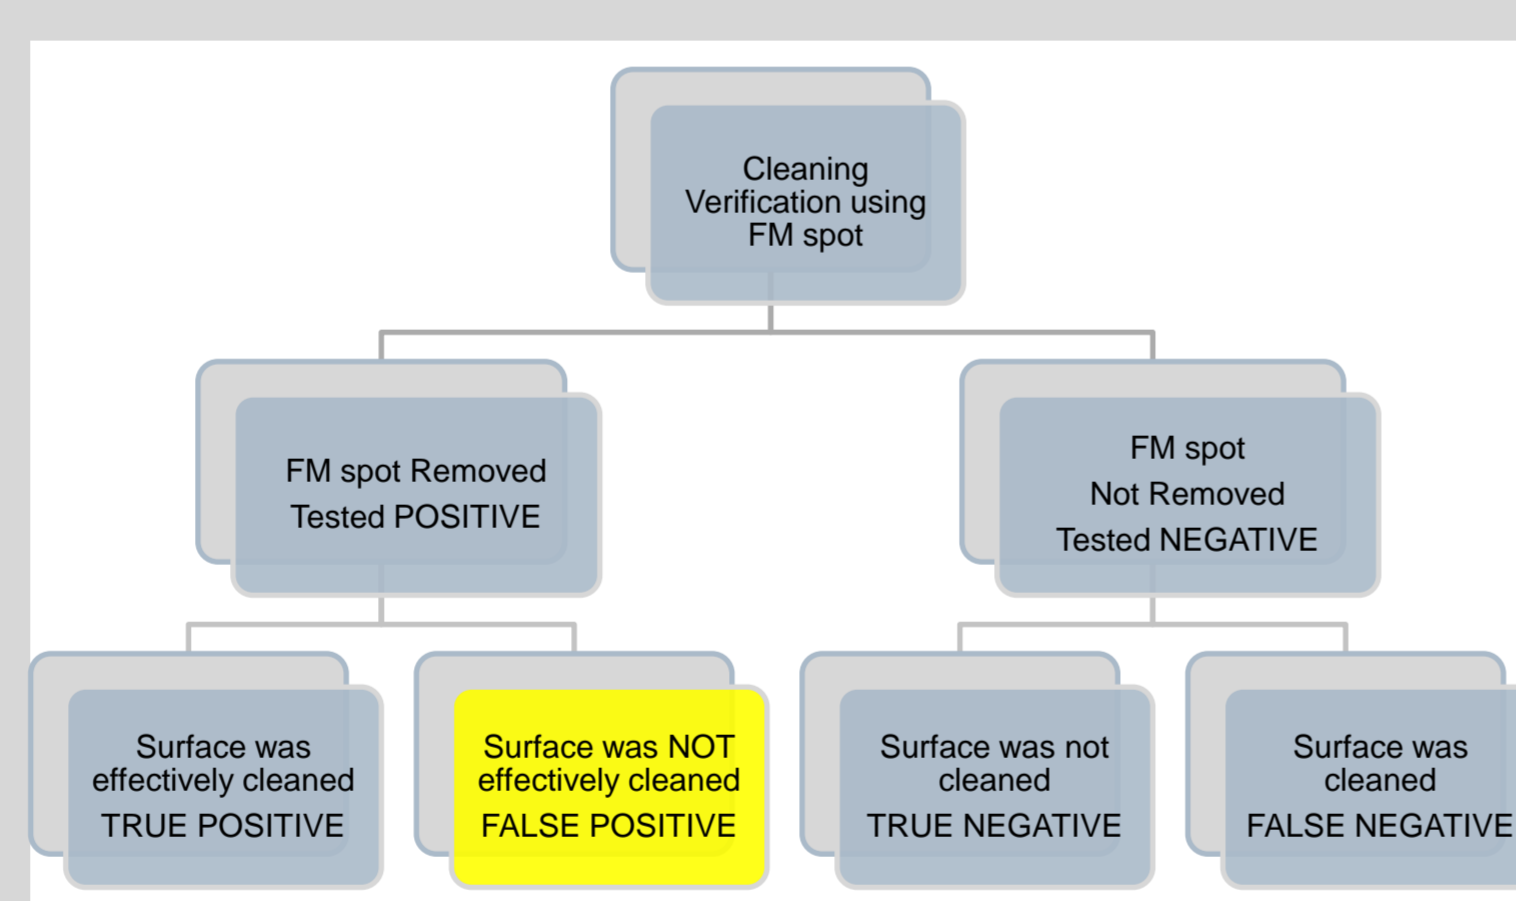 Cleaning
Verification using
FM spot
FM spot Removed
Tested POSITIVE
FM spot
Not Removed
Tested NEGATIVE
Surface was
effectively cleaned
TRUE POSITIVE
Surface was NOT
effectively cleaned
FALSE POSITIVE
Surface was not
cleaned
TRUE NEGATIVE
Surface was
cleaned
FALSE NEGATIVE